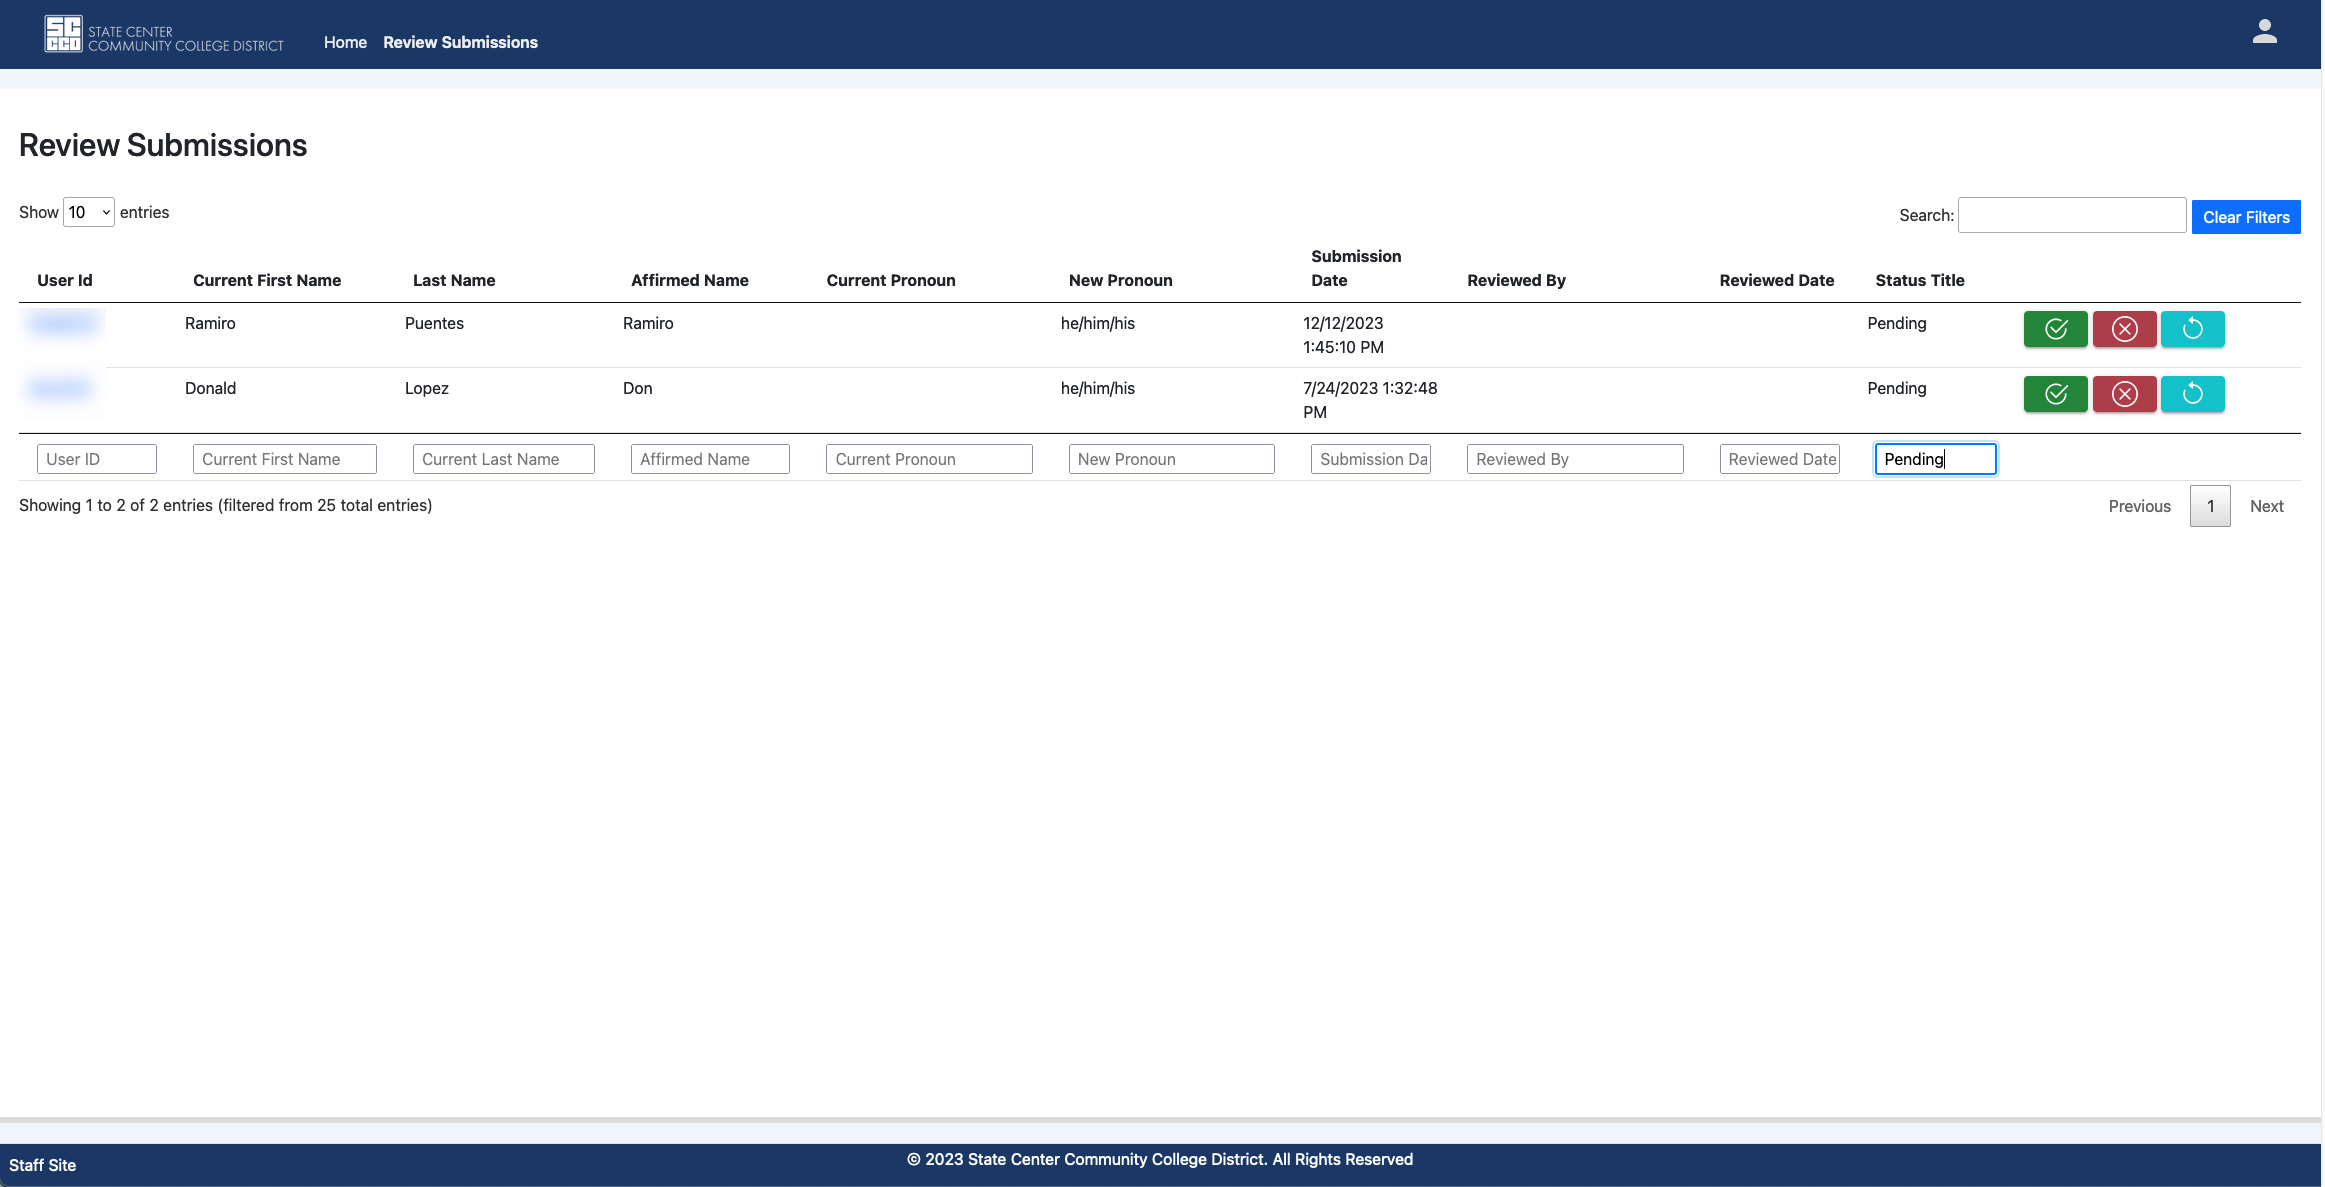 SC
CCD
STATE CENTER
COMMUNITY COLLEGE DISTRICT
Home Review Submissions
Review Submissions
Show 10 entries
Search: Clear Filters
User Id Current First Name Last Name Affirmed Name Current Pronoun New Pronoun Submission Date Reviewed By Reviewed Date Status Title
Ramiro Puentes Ramiro he/him/his 12/12/2023 1:45:10 PM Pending
Donald Lopez Don he/him/his 7/24/2023 1:32:48 PM Pending
User ID Current First Name Current Last Name Affirmed Name Current Pronoun New Pronoun Submission Da Reviewed By Reviewed Date Pending
Showing 1 to 2 of 2 entries (filtered from 25 total entries)
Previous 1 Next
Staff Site
© 2023 State Center Community College District. All Rights Reserved